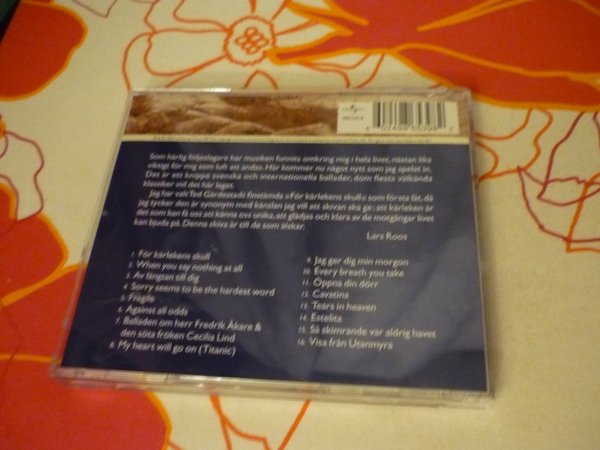 Som härlig följeslagare har musiken funnits omkring mig i hela livet, nästan lika
viktigt för mig som luft att andas. Här kommer nu något nytt som jag spelat in.
Det är ett knippe svenska och internationella ballader, dom flesta välkända
klassiker vid det här laget.
Jag har valt Ted Gärdestads finstämda »För kärlekens skull« som första låt, då
jag tycker den är synonym med känslan jag vill att skivan ska ge; att kärleken är
det som kan få oss att känna oss unika, att glädjas och klara av de motgångar livet
kan bjuda på. Denna skiva är till de som älskar.
Lars Roos
1. För kärlekens skull
2. When you say nothing at all
3. Av längtan till dig
4. Sorry seems to be the hardest word
5. Fragile
6. Against all odds
7. Balladen om herr Fredrik Åkare &
den söta fröken Cecilia Lind
8. My heart will go on (Titanic)
9. Jag ger dig min morgon
10. Every breath you take
11. Öppna din dörr
12. Cavatina
13. Tears in heaven
14. Estelita
15. Så skimrande var aldrig havet
16. Visa från Utanmyra